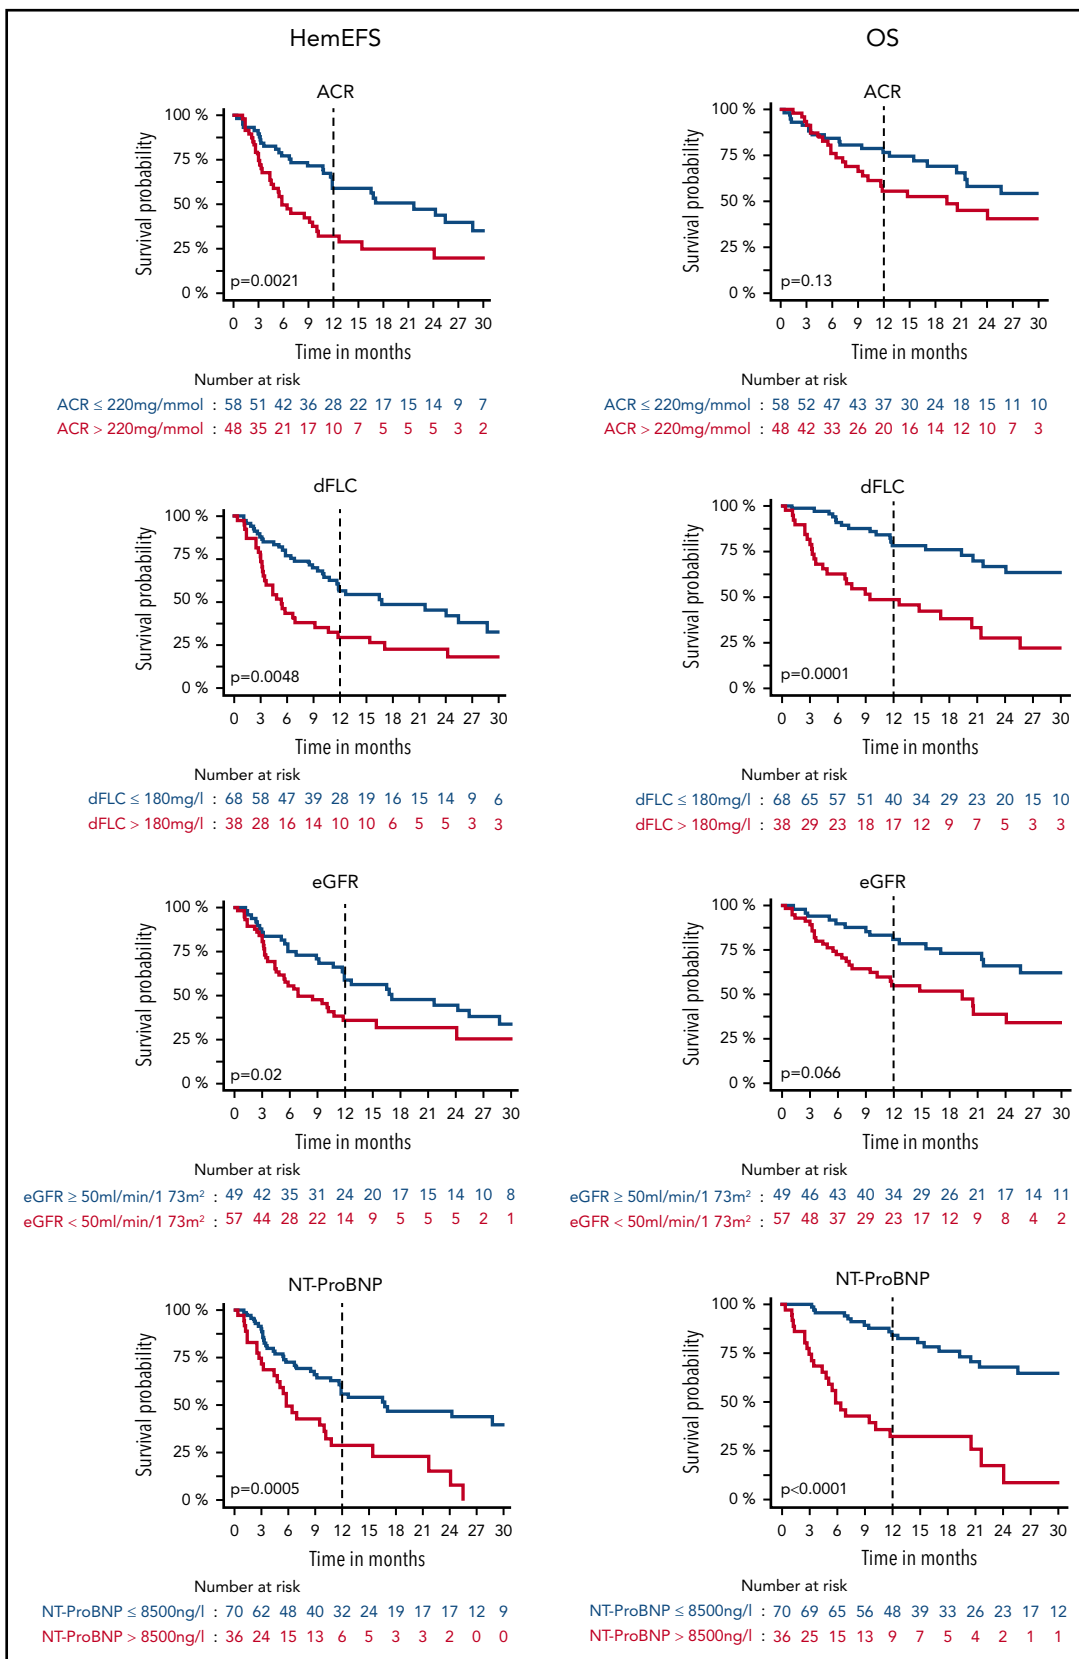 HemEFS
OS
ACR
Survival probability
100 %
75 %
50 %
25 %
0 %
p=0.0021
0 3 6 9 12 15 18 21 24 27 30
Time in months
Number at risk
ACR ≤ 220mg/mmol : 58 51 42 36 28 22 17 15 14 9 7
ACR > 220mg/mmol : 48 35 21 17 10 7 5 5 5 3 2
ACR
Survival probability
100 %
75 %
50 %
25 %
0 %
p=0.13
0 3 6 9 12 15 18 21 24 27 30
Time in months
Number at risk
ACR ≤ 220mg/mmol : 58 52 47 43 37 30 24 18 15 11 10
ACR > 220mg/mmol : 48 42 33 26 20 16 14 12 10 7 3
dFLC
Survival probability
100 %
75 %
50 %
25 %
0 %
p=0.0048
0 3 6 9 12 15 18 21 24 27 30
Time in months
Number at risk
dFLC ≤ 180mg/l : 68 58 47 39 28 19 16 15 14 9 6
dFLC > 180mg/l : 38 28 16 14 10 10 6 5 5 3 3
dFLC
Survival probability
100 %
75 %
50 %
25 %
0 %
p=0.0001
0 3 6 9 12 15 18 21 24 27 30
Time in months
Number at risk
dFLC ≤ 180mg/l : 68 65 57 51 40 34 29 23 20 15 10
dFLC > 180mg/l : 38 29 23 18 17 12 9 7 5 3 3
eGFR
Survival probability
100 %
75 %
50 %
25 %
0 %
p=0.02
0 3 6 9 12 15 18 21 24 27 30
Time in months
Number at risk
eGFR ≥ 50ml/min/1 73m² : 49 42 35 31 24 20 17 15 14 10 8
eGFR < 50ml/min/1 73m² : 57 44 28 22 14 9 5 5 5 2 1
eGFR
Survival probability
100 %
75 %
50 %
25 %
0 %
p=0.066
0 3 6 9 12 15 18 21 24 27 30
Time in months
Number at risk
eGFR ≥ 50ml/min/1 73m² : 49 46 43 40 34 29 26 21 17 14 11
eGFR < 50ml/min/1 73m² : 57 48 37 29 23 17 12 9 8 4 2
NT-ProBNP
Survival probability
100 %
75 %
50 %
25 %
0 %
p=0.0005
0 3 6 9 12 15 18 21 24 27 30
Time in months
Number at risk
NT-ProBNP ≤ 8500ng/l : 70 62 48 40 32 24 19 17 17 12 9
NT-ProBNP > 8500ng/l : 36 24 15 13 6 5 3 3 2 0 0
NT-ProBNP
Survival probability
100 %
75 %
50 %
25 %
0 %
p<0.0001
0 3 6 9 12 15 18 21 24 27 30
Time in months
Number at risk
NT-ProBNP ≤ 8500ng/l : 70 69 65 56 48 39 33 26 23 17 12
NT-ProBNP > 8500ng/l : 36 25 15 13 9 7 5 4 2 1 1